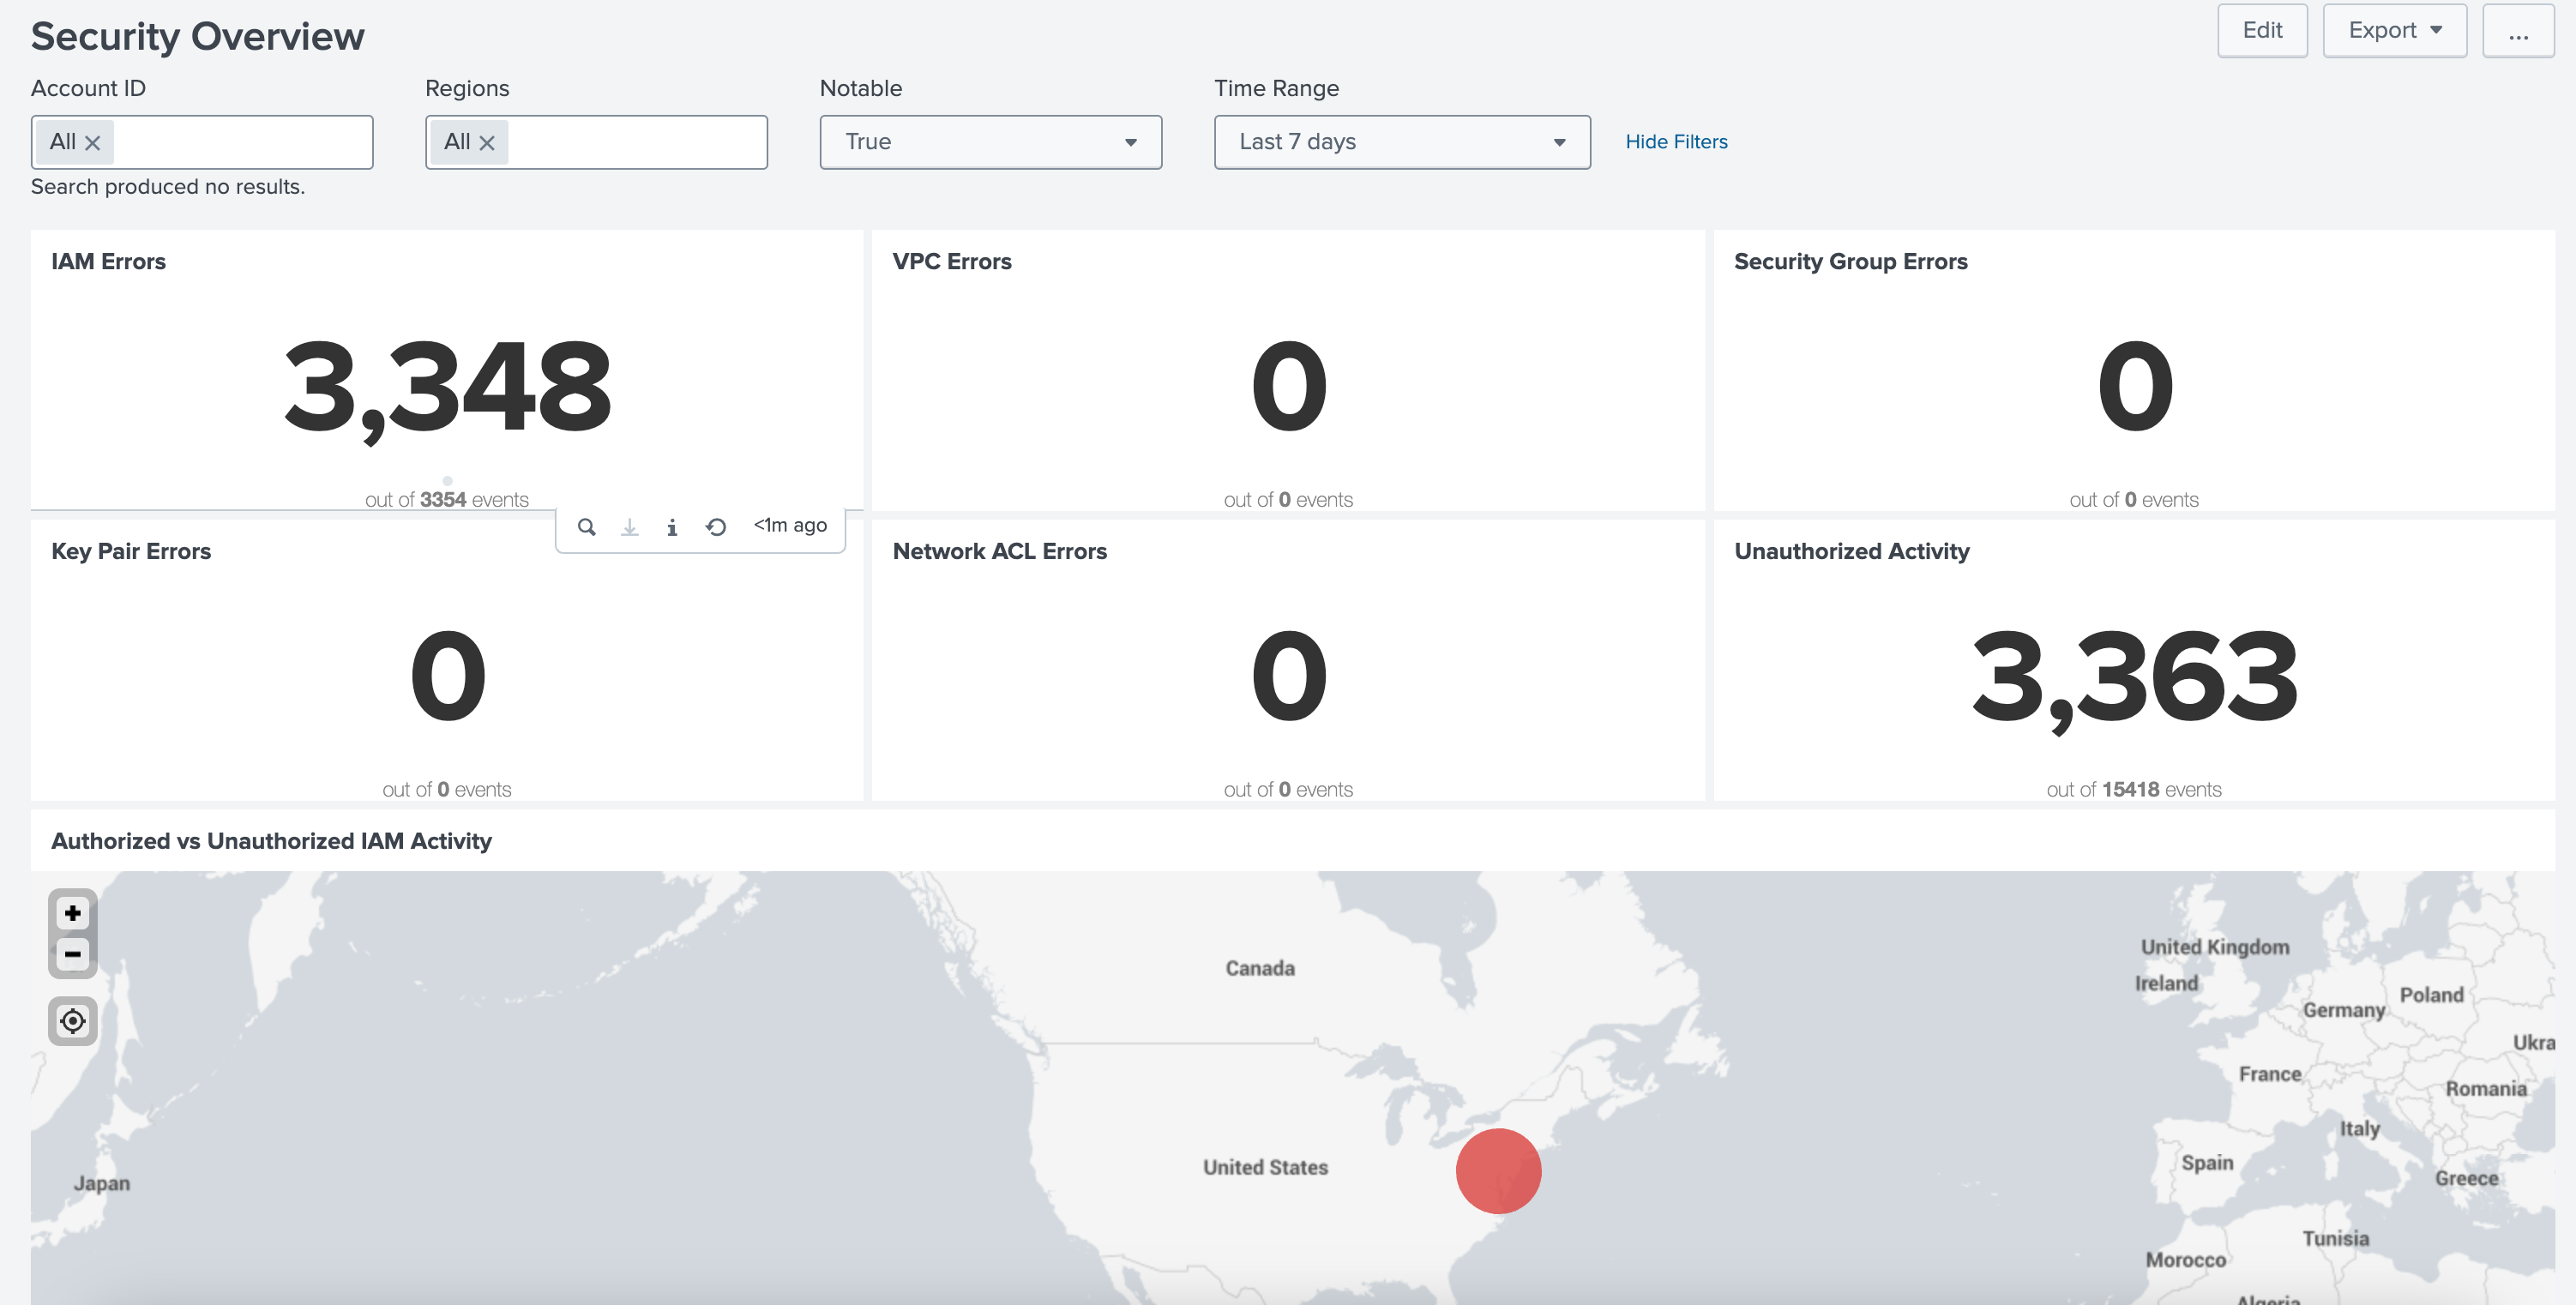 Security Overview
Edit
Export
...
Account ID
Regions
Notable
Time Range
All
All
True
Last 7 days
Hide Filters
Search produced no results.
IAM Errors
3,348
out of 3354 events
VPC Errors
0
out of 0 events
Security Group Errors
0
out of 0 events
<1m ago
Key Pair Errors
0
out of 0 events
Network ACL Errors
0
out of 0 events
Unauthorized Activity
3,363
out of 15418 events
Authorized vs Unauthorized IAM Activity
Canada
United Kingdom
Ireland
Poland
Germany
Ukra
France
Romania
Italy
United States
Spain
Japan
Greece
Tunisia
Morocco
Algeria